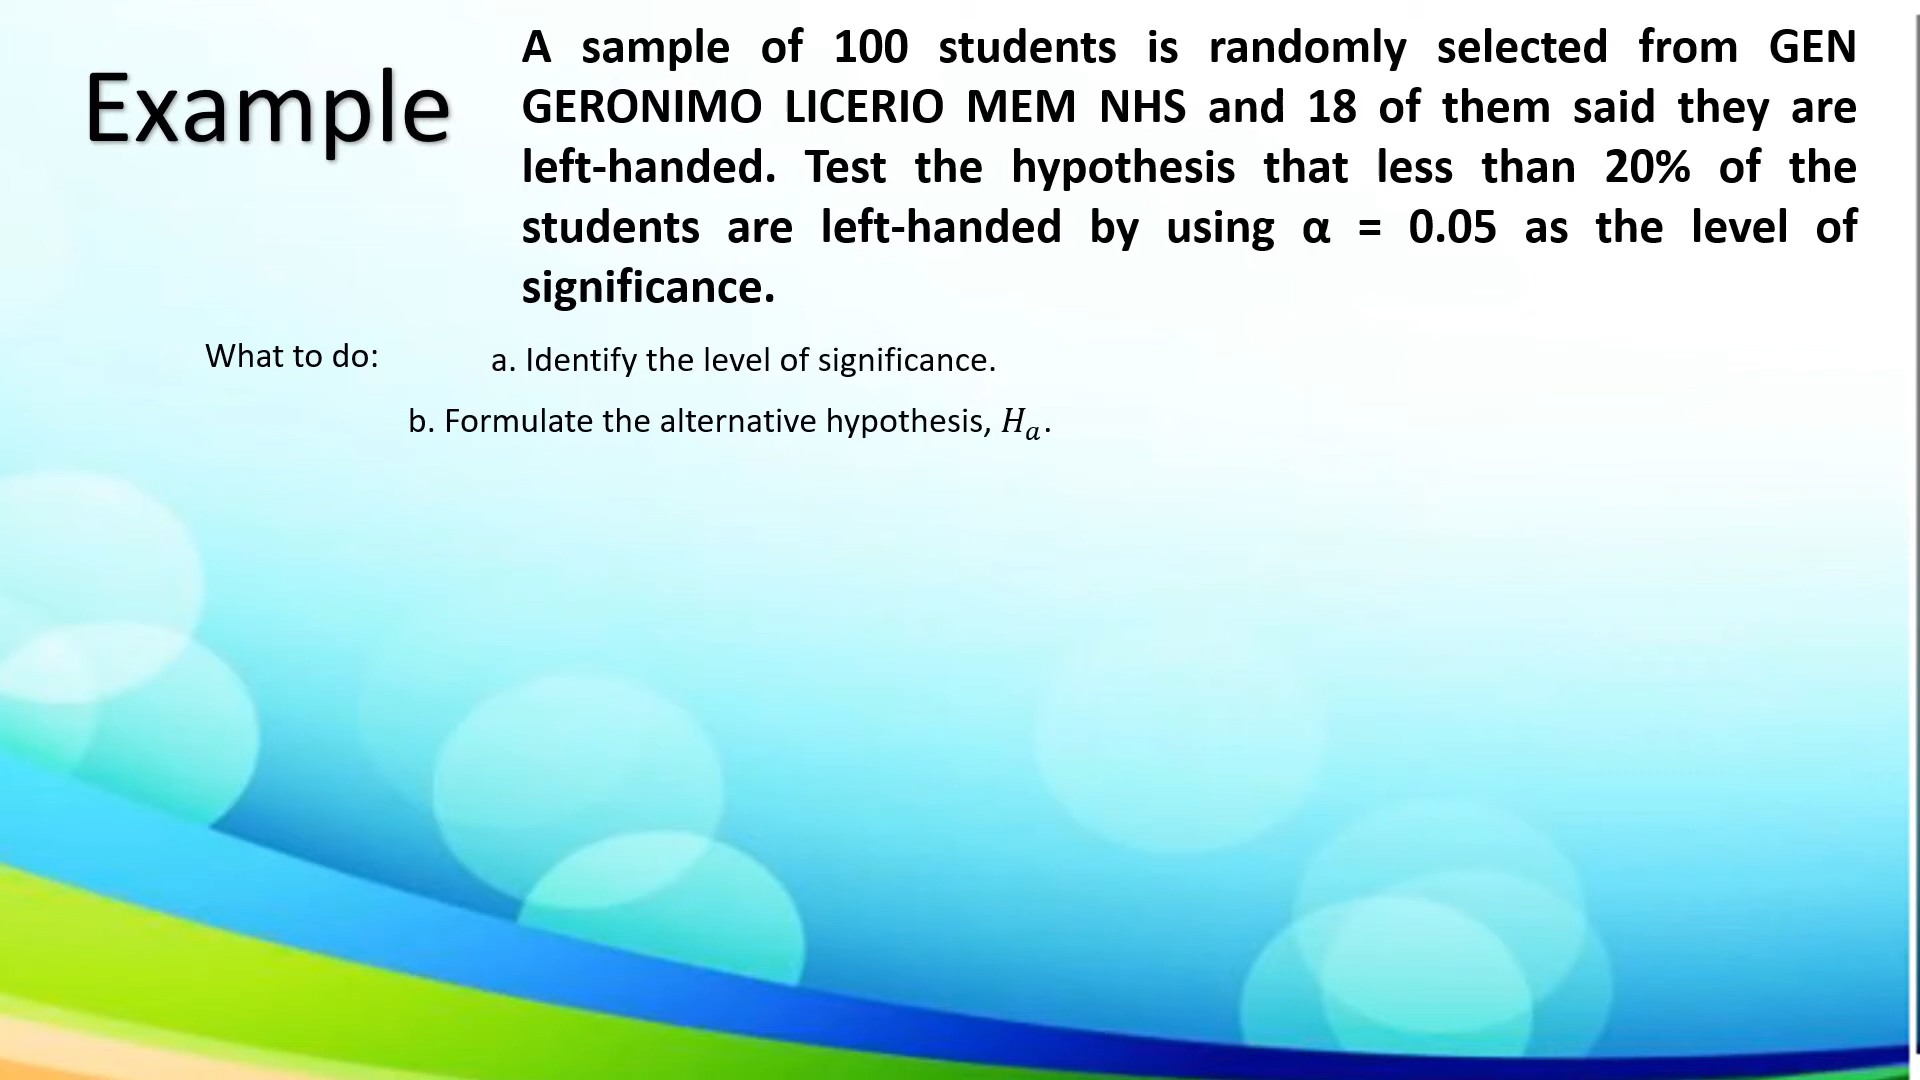 Example
A sample of 100 students is randomly selected from GEN
GERONIMO LICERIO MEM NHS and 18 of them said they are
left-handed. Test the hypothesis that less than 20% of the
students are left-handed by using α = 0.05 as the level of
significance.
What to do:
a. Identify the level of significance.
b. Formulate the alternative hypothesis, Hₐ.